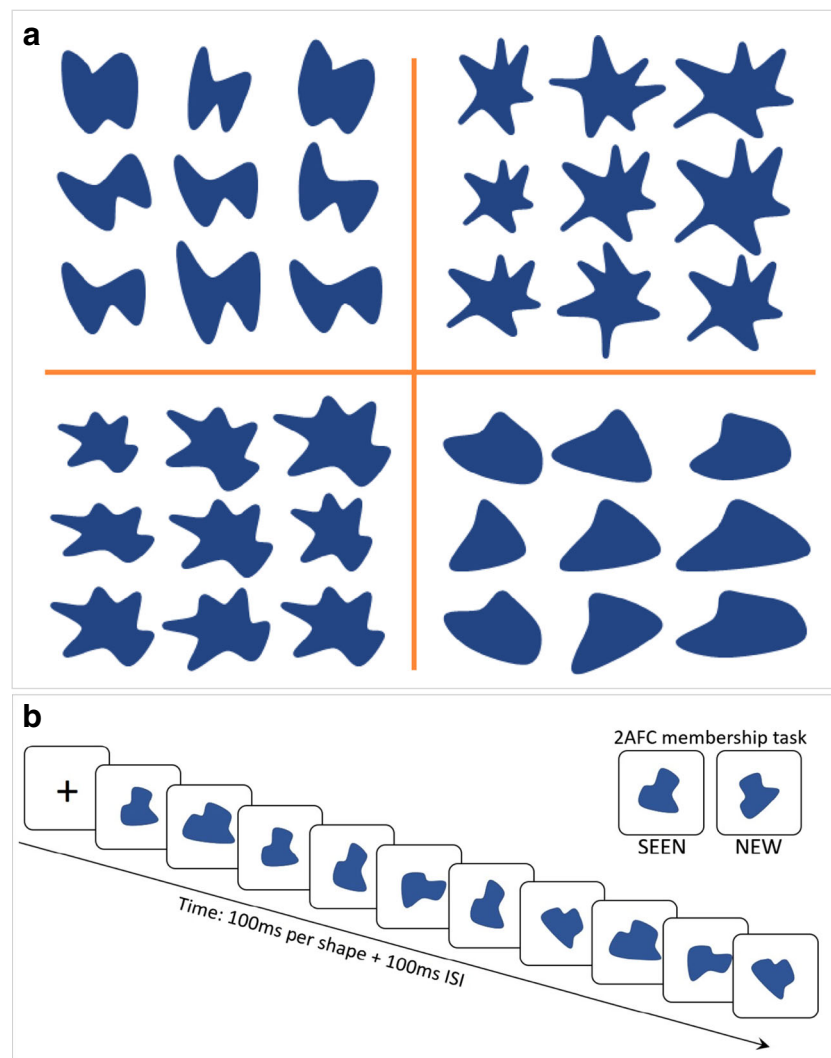 a
b
2AFC membership task
+
SEEN NEW
Time: 100ms per shape + 100ms ISI